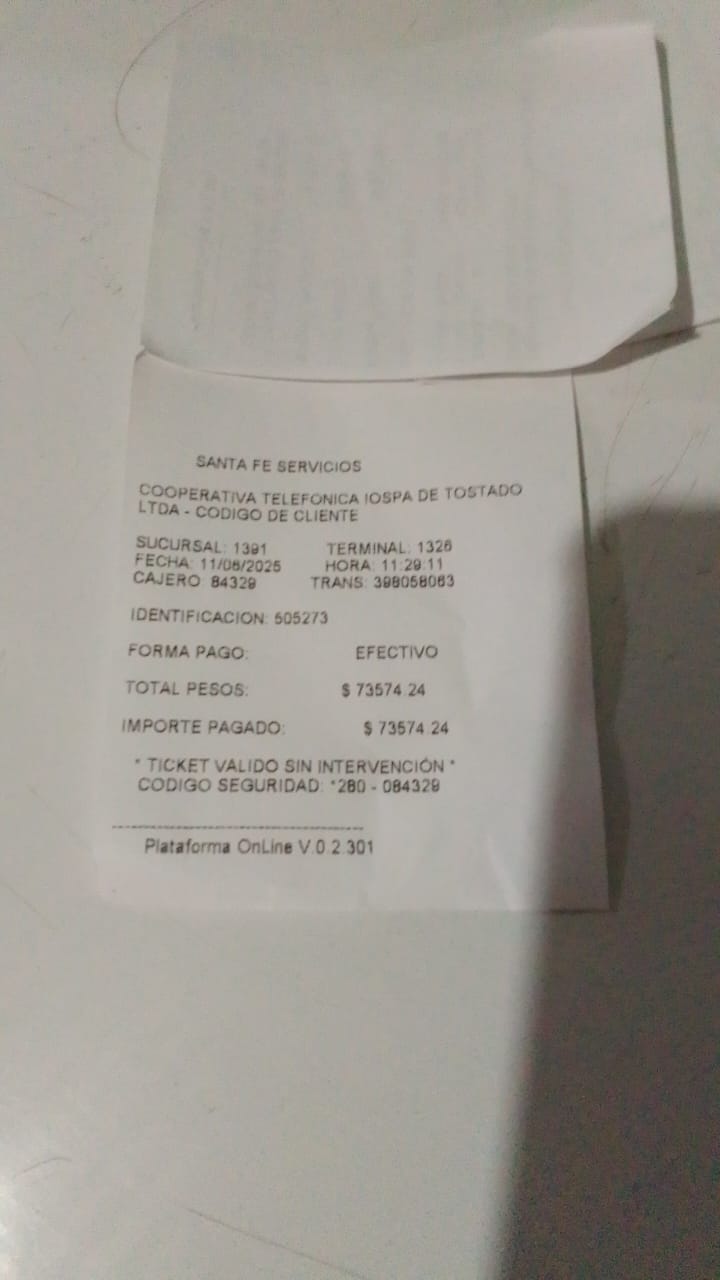 SANTA FE SERVICIOS
COOPERATIVA TELEFONICA IOSPA DE TOSTADO
LTDA - CODIGO DE CLIENTE
SUCURSAL: 1391 TERMINAL: 1326
FECHA: 11/08/2025 HORA: 11:29:11
CAJERO: 84329 TRANS: 398058063
IDENTIFICACION: 505273
FORMA PAGO: EFECTIVO
TOTAL PESOS: $ 73574.24
IMPORTE PAGADO: $ 73574.24
* TICKET VALIDO SIN INTERVENCIÓN *
CODIGO SEGURIDAD: *280 - 084329
Plataforma OnLine V.0.2.301